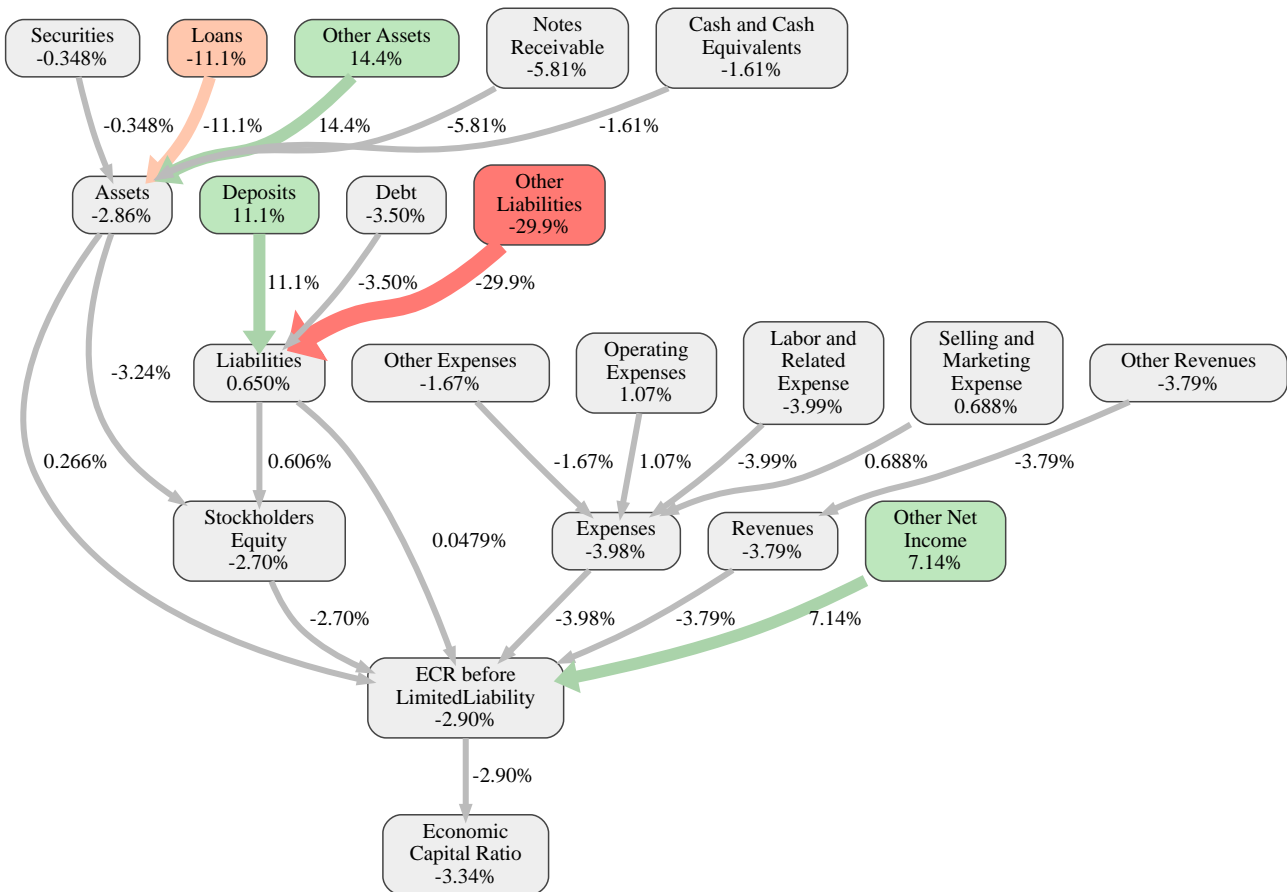 Securities
-0.348%
Loans
-11.1%
Other Assets
14.4%
Notes
Receivable
-5.81%
Cash and Cash
Equivalents
-1.61%
-0.348%
-11.1%
14.4%
-5.81%
-1.61%
Assets
-2.86%
Deposits
11.1%
Debt
-3.50%
Other
Liabilities
-29.9%
11.1%
-3.50%
-29.9%
Liabilities
0.650%
Other Expenses
-1.67%
Operating
Expenses
1.07%
Labor and
Related
Expense
-3.99%
Selling and
Marketing
Expense
0.688%
Other Revenues
-3.79%
-3.24%
0.266%
0.606%
-1.67%
1.07%
-3.99%
0.688%
-3.79%
Stockholders
Equity
-2.70%
0.0479%
Expenses
-3.98%
Revenues
-3.79%
Other Net
Income
7.14%
-2.70%
-3.98%
-3.79%
7.14%
ECR before
LimitedLiability
-2.90%
-2.90%
Economic
Capital Ratio
-3.34%